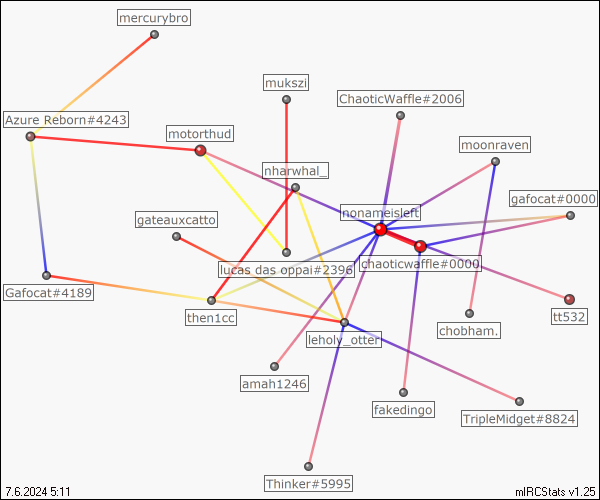 mercurybro
mukszi
ChaoticWaffle#2006
Azure Reborn#4243
motorthud
moonraven
nharwhal_
gafocat#0000
nonameisleft
gateauxcatto
lucas das oppai#2396
chaoticwaffle#0000
Gafocat#4189
then1cc
tt532
chobham.
leholy_otter
amah1246
fakedingo
TripleMidget#8824
Thinker#5995
7.6.2024 5:11
mIRCStats v1.25